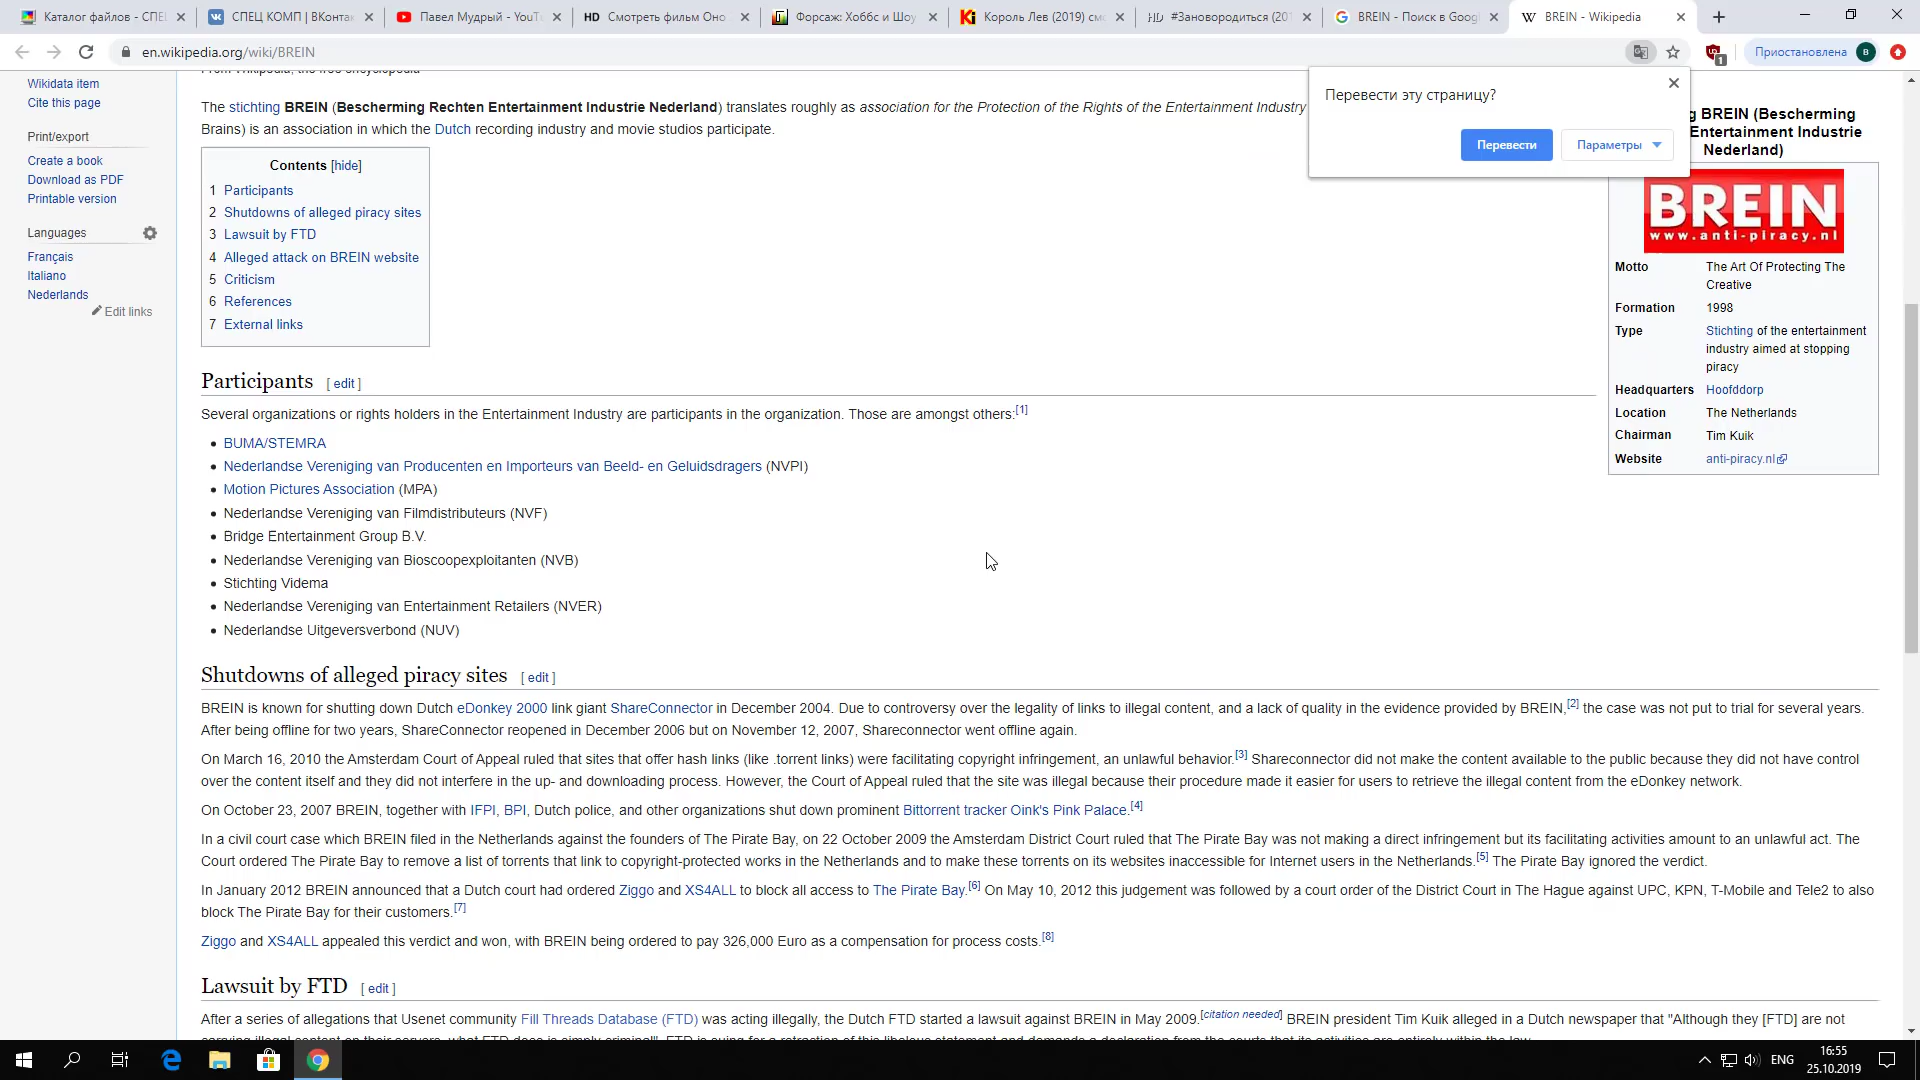 Каталог файлов - СПЕ
СПЕЦ КОМП | ВКонтак
Павел Мудрый - YouTu
HD Смотреть фильм Оно
Форсаж: Хоббс и Шоу
Король Лев (2019) смо
HD #Зановородиться (201
BREIN - Поиск в Googl
BREIN - Wikipedia
en.wikipedia.org/wiki/BREIN
1
Приостановлена
В
Перевести эту страницу?
Перевести
Параметры
Wikidata item
Cite this page
Print/export
Create a book
Download as PDF
Printable version
Languages
Français
Italiano
Nederlands
Edit links
From Wikipedia, the free encyclopedia
The stichting BREIN (Bescherming Rechten Entertainment Industrie Nederland) translates roughly as association for the Protection of the Rights of the Entertainment Industry
Brains) is an association in which the Dutch recording industry and movie studios participate.
Contents [hide]
1 Participants
2 Shutdowns of alleged piracy sites
3 Lawsuit by FTD
4 Alleged attack on BREIN website
5 Criticism
6 References
7 External links
g BREIN (Bescherming
Entertainment Industrie
Nederland)
BREIN
www.anti-piracy.nl
Motto The Art Of Protecting The
Creative
Formation 1998
Type Stichting of the entertainment
industry aimed at stopping
piracy
Headquarters Hoofddorp
Location The Netherlands
Chairman Tim Kuik
Website anti-piracy.nl
Participants [ edit ]
Several organizations or rights holders in the Entertainment Industry are participants in the organization. Those are amongst others:[1]
BUMA/STEMRA
Nederlandse Vereniging van Producenten en Importeurs van Beeld- en Geluidsdragers (NVPI)
Motion Pictures Association (MPA)
Nederlandse Vereniging van Filmdistributeurs (NVF)
Bridge Entertainment Group B.V.
Nederlandse Vereniging van Bioscoopexploitanten (NVB)
Stichting Videma
Nederlandse Vereniging van Entertainment Retailers (NVER)
Nederlandse Uitgeversverbond (NUV)
Shutdowns of alleged piracy sites [ edit ]
BREIN is known for shutting down Dutch eDonkey 2000 link giant ShareConnector in December 2004. Due to controversy over the legality of links to illegal content, and a lack of quality in the evidence provided by BREIN,[2] the case was not put to trial for several years.
After being offline for two years, ShareConnector reopened in December 2006 but on November 12, 2007, Shareconnector went offline again.
On March 16, 2010 the Amsterdam Court of Appeal ruled that sites that offer hash links (like .torrent links) were facilitating copyright infringement, an unlawful behavior.[3] Shareconnector did not make the content available to the public because they did not have control
over the content itself and they did not interfere in the up- and downloading process. However, the Court of Appeal ruled that the site was illegal because their procedure made it easier for users to retrieve the illegal content from the eDonkey network.
On October 23, 2007 BREIN, together with IFPI, BPI, Dutch police, and other organizations shut down prominent Bittorrent tracker Oink's Pink Palace.[4]
In a civil court case which BREIN filed in the Netherlands against the founders of The Pirate Bay, on 22 October 2009 the Amsterdam District Court ruled that The Pirate Bay was not making a direct infringement but its facilitating activities amount to an unlawful act. The
Court ordered The Pirate Bay to remove a list of torrents that link to copyright-protected works in the Netherlands and to make these torrents on its websites inaccessible for Internet users in the Netherlands.[5] The Pirate Bay ignored the verdict.
In January 2012 BREIN announced that a Dutch court had ordered Ziggo and XS4ALL to block all access to The Pirate Bay.[6] On May 10, 2012 this judgement was followed by a court order of the District Court in The Hague against UPC, KPN, T-Mobile and Tele2 to also
block The Pirate Bay for their customers.[7]
Ziggo and XS4ALL appealed this verdict and won, with BREIN being ordered to pay 326,000 Euro as a compensation for process costs.[8]
Lawsuit by FTD [ edit ]
After a series of allegations that Usenet community Fill Threads Database (FTD) was acting illegally, the Dutch FTD started a lawsuit against BREIN in May 2009.[citation needed] BREIN president Tim Kuik alleged in a Dutch newspaper that "Although they [FTD] are not
ENG
16:55
25.10.2019